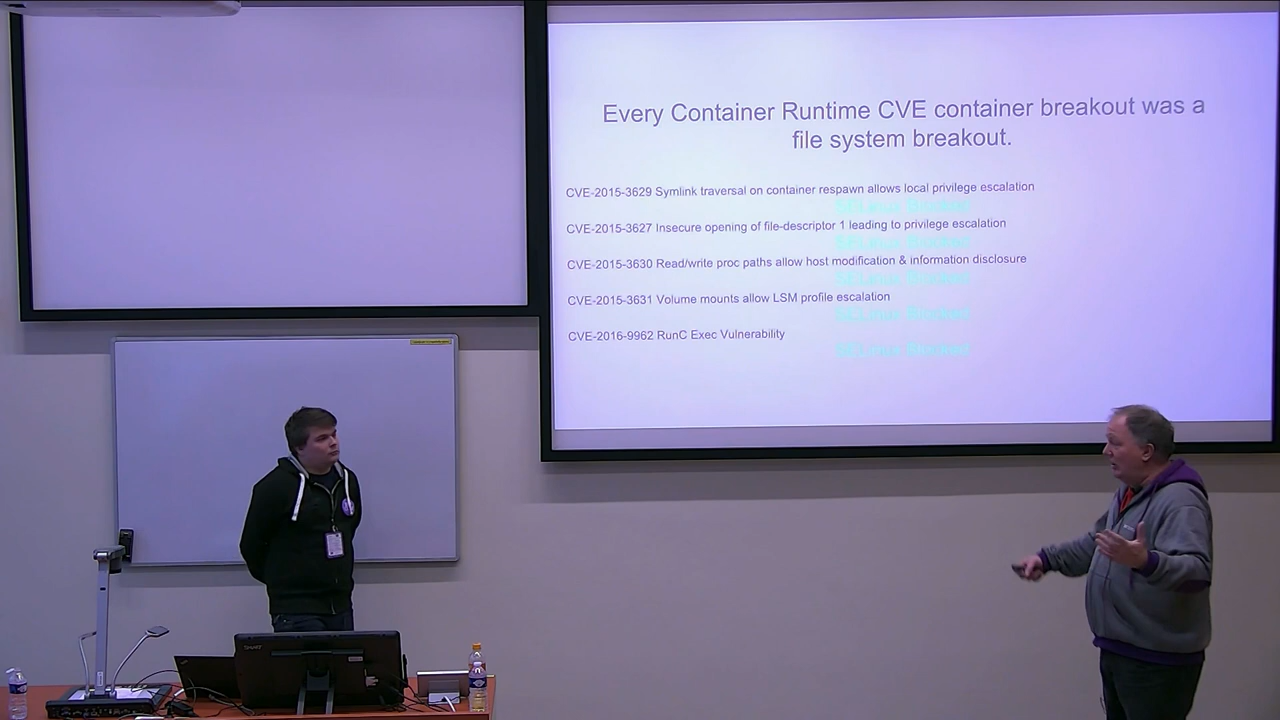 Every Container Runtime CVE container breakout was a
file system breakout.
CVE-2015-3629 Symlink traversal on container respawn allows local privilege escalation
SELinux Blocked
CVE-2015-3627 Insecure opening of file-descriptor 1 leading to privilege escalation
SELinux Blocked
CVE-2015-3630 Read/write proc paths allow host modification & information disclosure
SELinux Blocked
CVE-2015-3631 Volume mounts allow LSM profile escalation
SELinux Blocked
CVE-2016-9962 RunC Exec Vulnerability
SELinux Blocked
SMART